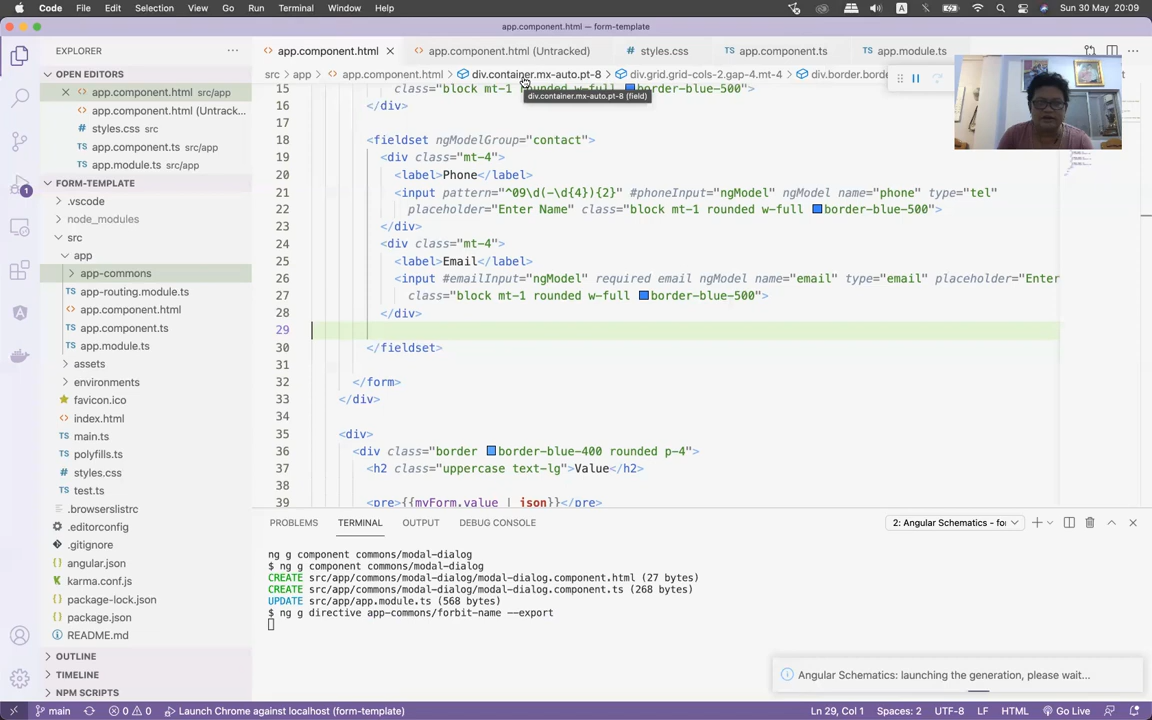 Code File Edit Selection View Go Run Terminal Window Help A Sun 30 May 20:09
app.component.html — form-template
EXPLORER
app.component.html
app.component.html (Untracked)
styles.css
app.component.ts
app.module.ts
OPEN EDITORS
src › app › app.component.html › div.container.mx-auto.pt-8 › div.grid.grid-cols-2.gap-4.mt-4 ›
app.component.html src/app
app.component.html (Untrack...
styles.css src
app.component.ts src/app
app.module.ts src/app
div.container.mx-auto.pt-8 (field)
FORM-TEMPLATE
.vscode
node_modules
src
app
app-commons
app-routing.module.ts
app.component.html
app.component.ts
app.module.ts
assets
environments
favicon.ico
index.html
main.ts
polyfills.ts
styles.css
test.ts
.browserslistrc
.editorconfig
.gitignore
angular.json
karma.conf.js
package-lock.json
package.json
README.md
OUTLINE
TIMELINE
NPM SCRIPTS
1
15 class="block mt-1 rounded w-full border-blue-500">
16 </div>
17
18 <fieldset ngModelGroup="contact">
19 <div class="mt-4">
20 <label>Phone</label>
21 <input pattern="^09\d(-\d{4}){2}" #phoneInput="ngModel" ngModel name="phone" type="tel"
22 placeholder="Enter Name" class="block mt-1 rounded w-full border-blue-500">
23 </div>
24 <div class="mt-4">
25 <label>Email</label>
26 <input #emailInput="ngModel" required email ngModel name="email" type="email" placeholder="Enter
27 class="block mt-1 rounded w-full border-blue-500">
28 </div>
29
30 </fieldset>
31
32 </form>
33 </div>
34
35 <div>
36 <div class="border border-blue-400 rounded p-4">
37 <h2 class="uppercase text-lg">Value</h2>
38
39 <pre>{{myForm.value | json}}</pre>
PROBLEMS TERMINAL OUTPUT DEBUG CONSOLE
2: Angular Schematics - for
ng g component commons/modal-dialog
$ ng g component commons/modal-dialog
CREATE src/app/commons/modal-dialog/modal-dialog.component.html (27 bytes)
CREATE src/app/commons/modal-dialog/modal-dialog.component.ts (268 bytes)
UPDATE src/app/app.module.ts (568 bytes)
$ ng g directive app-commons/forbit-name --export
Angular Schematics: launching the generation, please wait...
main 0 0 Launch Chrome against localhost (form-template)
Ln 29, Col 1 Spaces: 2 UTF-8 LF HTML Go Live